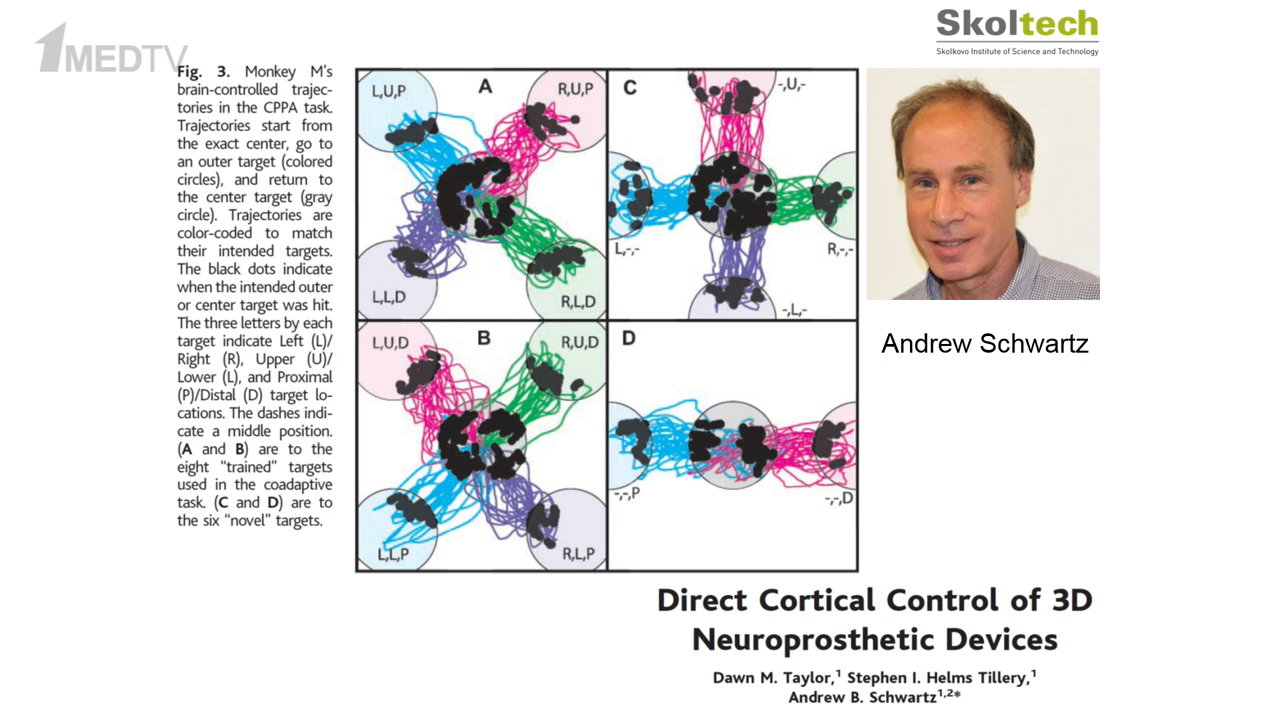 1MEDTV
Skoltech
Skolkovo Institute of Science and Technology
Fig. 3. Monkey M's
brain-controlled trajec-
tories in the CPPA task.
Trajectories start from
the exact center, go to
an outer target (colored
circles), and return to
the center target (gray
circle). Trajectories are
color-coded to match
their intended targets.
The black dots indicate
when the intended outer
or center target was hit.
The three letters by each
target indicate Left (L)/
Right (R), Upper (U)/
Lower (L), and Proximal
(P)/Distal (D) target lo-
cations. The dashes indi-
cate a middle position.
(A and B) are to the
eight “trained” targets
used in the coadaptive
task. (C and D) are to
the six “novel” targets.
A
L,U,P
R,U,P
L,L,D
R,L,D
C
-,U,-
L,-,-
R,-,-
-,L,-
B
L,U,D
R,U,D
L,L,P
R,L,P
D
-,-,P
-,-,D
Andrew Schwartz
Direct Cortical Control of 3D
Neuroprosthetic Devices
Dawn M. Taylor,1 Stephen I. Helms Tillery,1
Andrew B. Schwartz1,2*